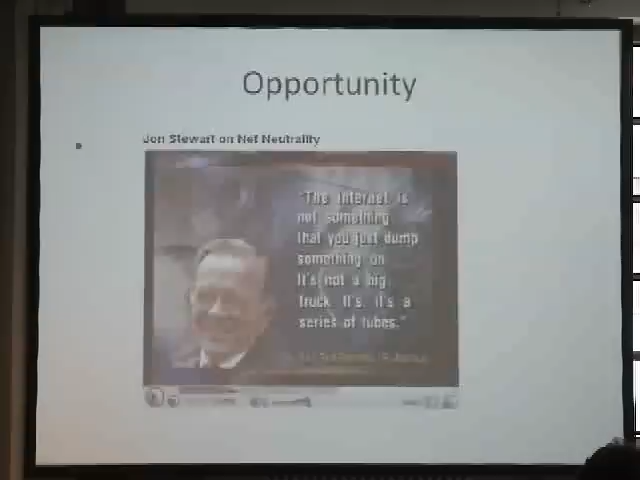 Opportunity
Jon Stewart on Net Neutrality
"The Internet is
not something
that you just dump
something on.
It's not a big
truck. It's, it's a
series of tubes."